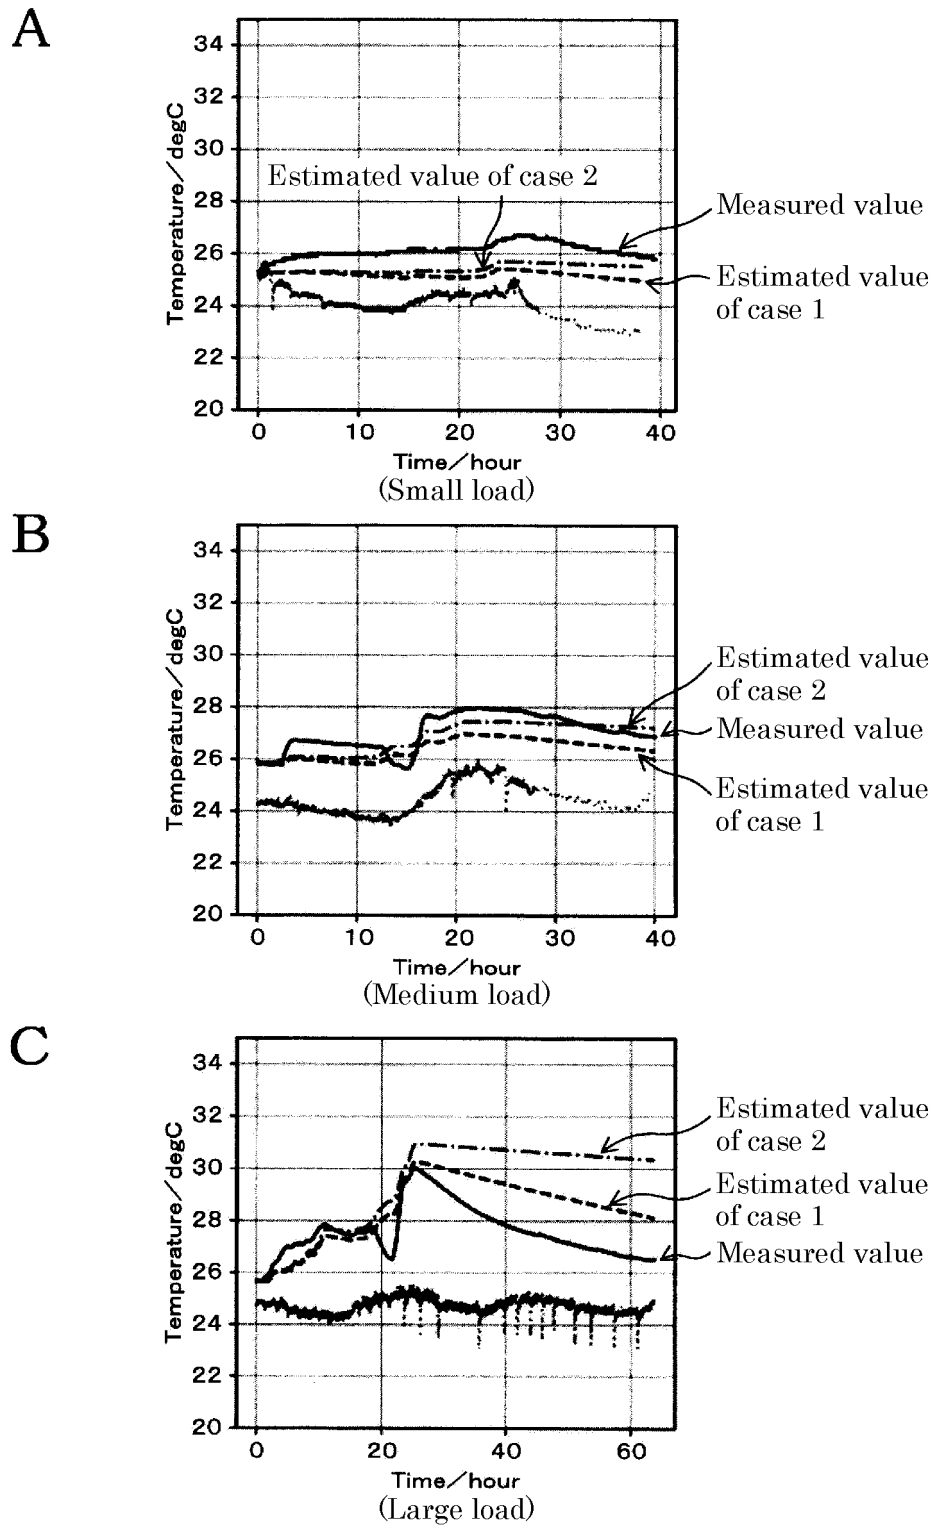 A
Temperature/degC
34
32
30
28
26
24
22
20
Estimated value of case 2
Measured value
Estimated value
of case 1
0 10 20 30 40
Time/hour
(Small load)
B
Temperature/degC
34
32
30
28
26
24
22
20
Estimated value
of case 2
Measured value
Estimated value
of case 1
0 10 20 30 40
Time/hour
(Medium load)
C
Temperature/degC
34
32
30
28
26
24
22
20
Estimated value
of case 2
Estimated value
of case 1
Measured value
0 20 40 60
Time/hour
(Large load)